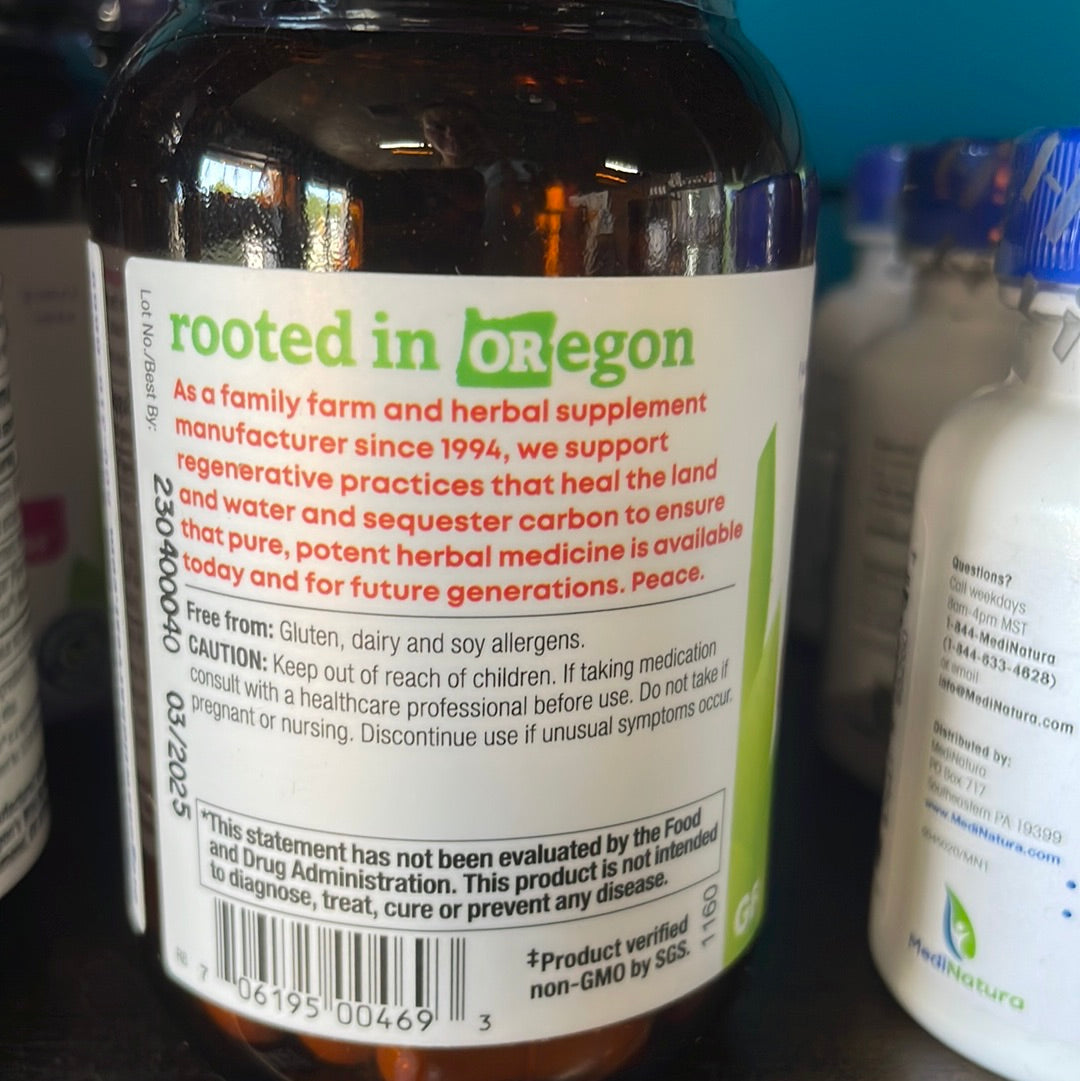 rooted in ORegon
As a family farm and herbal supplement
manufacturer since 1994, we support
regenerative practices that heal the land
and water and sequester carbon to ensure
that pure, potent herbal medicine is available
today and for future generations. Peace.
Free from: Gluten, dairy and soy allergens.
CAUTION: Keep out of reach of children. If taking medication
consult with a healthcare professional before use. Do not take if
pregnant or nursing. Discontinue use if unusual symptoms occur.
*This statement has not been evaluated by the Food
and Drug Administration. This product is not intended
to diagnose, treat, cure or prevent any disease.
‡Product verified
non-GMO by SGS.
1160
7 06195 00469 3
Lot No./Best By:
230400040 03/2025
Questions?
Call weekdays
8am-4pm MST
1-844-MediNatura
(1-844-633-4628)
or email
info@MediNatura.com
Distributed by:
MediNatura
PO Box 717
Southeastern PA 19399
www.MediNatura.com
MediNatura